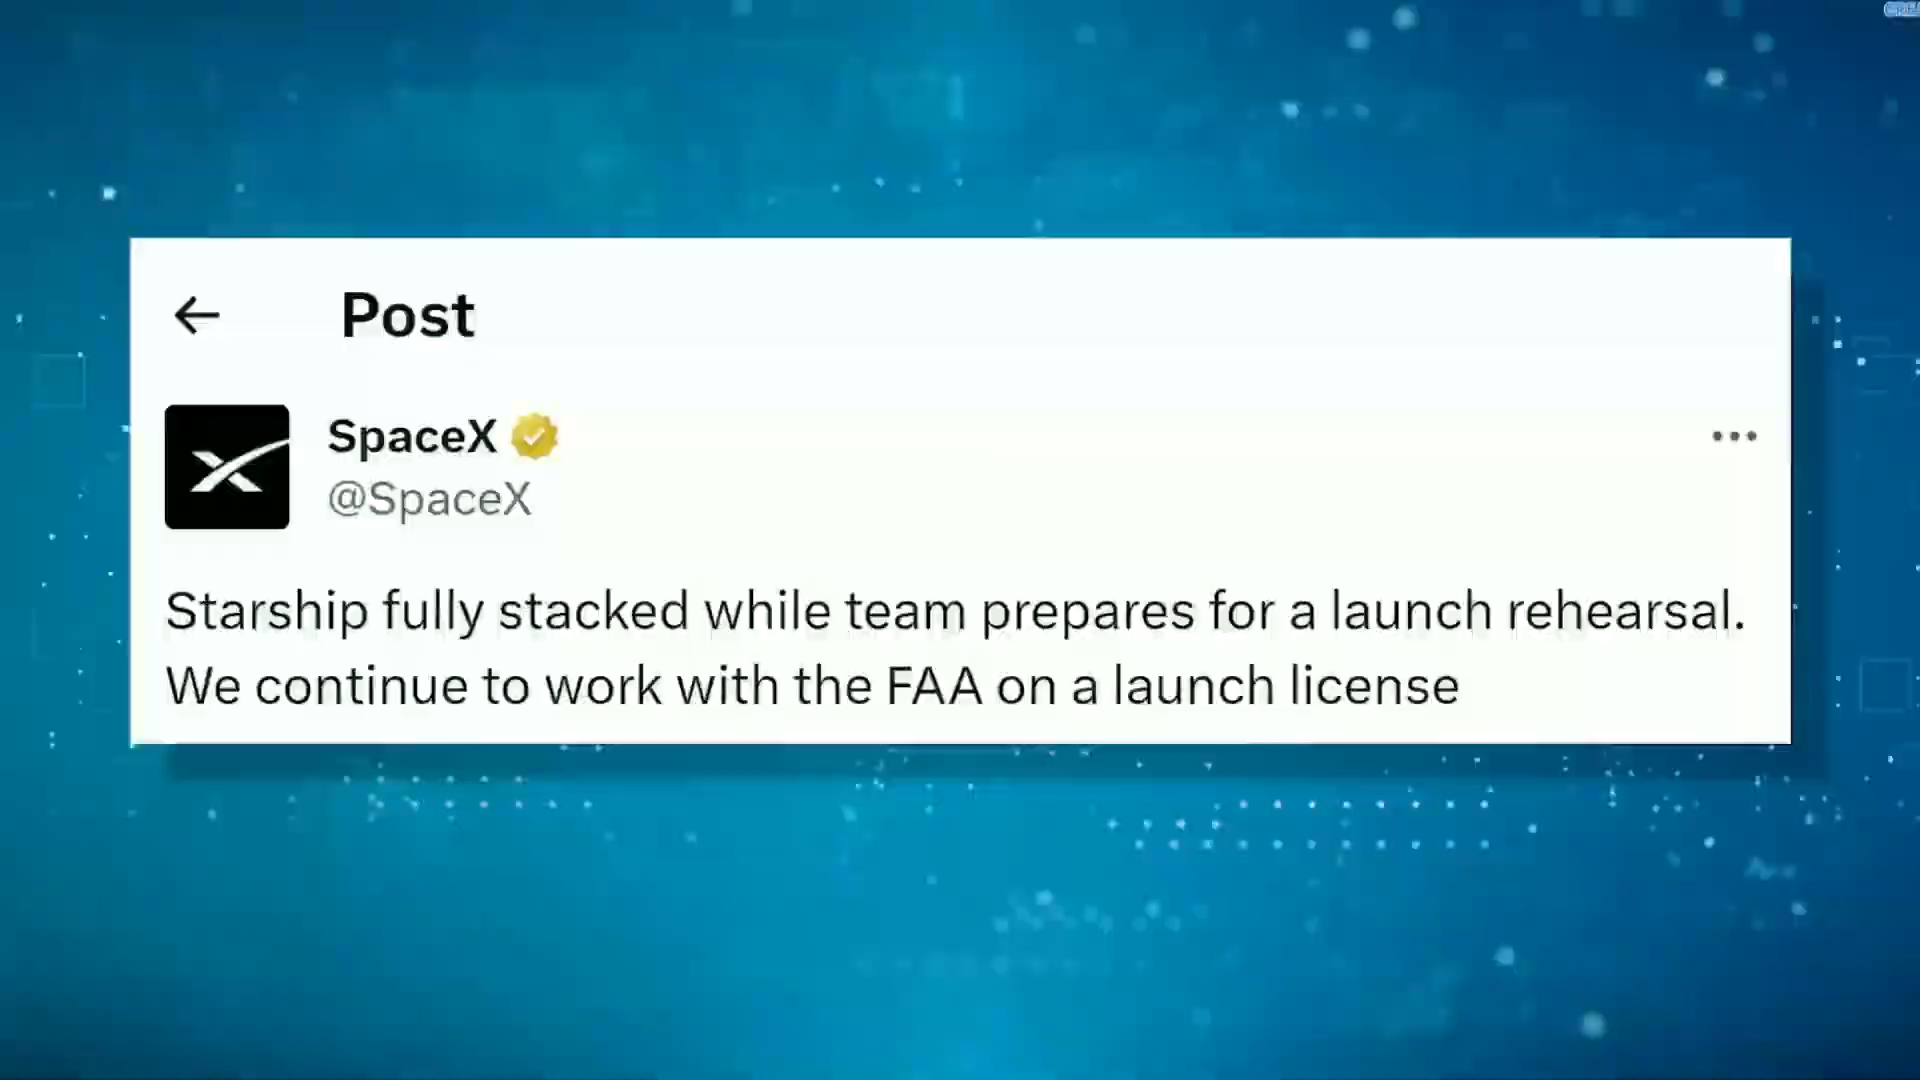 Post
SpaceX
@SpaceX
Starship fully stacked while team prepares for a launch rehearsal.
We continue to work with the FAA on a launch license